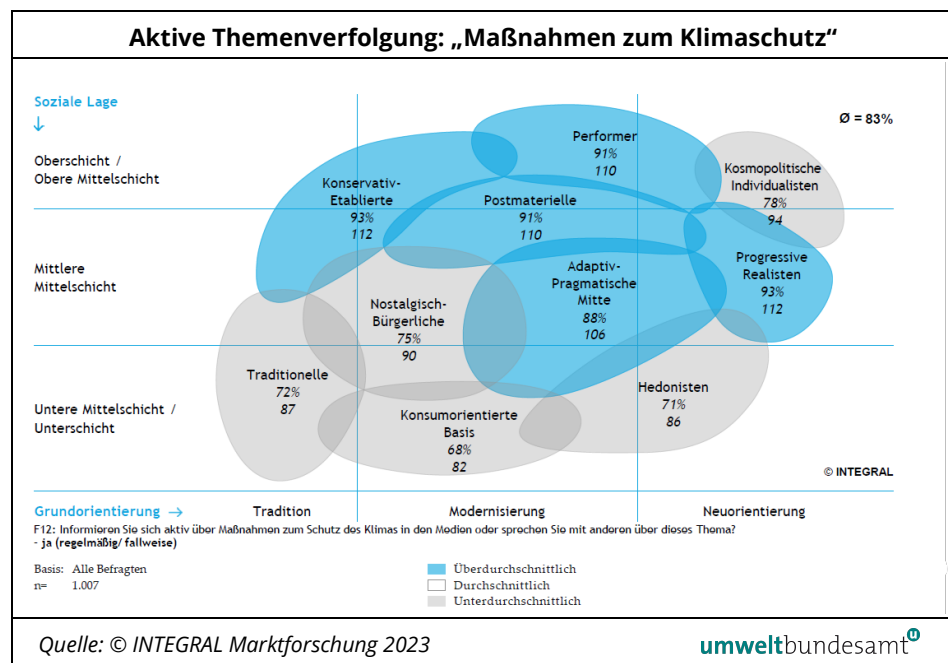 Aktive Themenverfolgung: „Maßnahmen zum Klimaschutz“
Soziale Lage
↓
Ø = 83%
Oberschicht /
Obere Mittelschicht
Performer
91%
110
Kosmopolitische
Individualisten
78%
94
Konservativ-
Etablierte
93%
112
Postmaterielle
91%
110
Mittlere
Mittelschicht
Adaptiv-
Pragmatische
Mitte
88%
106
Progressive
Realisten
93%
112
Nostalgisch-
Bürgerliche
75%
90
Untere Mittelschicht /
Unterschicht
Traditionelle
72%
87
Konsumorientierte
Basis
68%
82
Hedonisten
71%
86
© INTEGRAL
Grundorientierung →
Tradition
Modernisierung
Neuorientierung
F12: Informieren Sie sich aktiv über Maßnahmen zum Schutz des Klimas in den Medien oder sprechen Sie mit anderen über dieses Thema?
- ja (regelmäßig/ fallweise)
Basis: Alle Befragten
n= 1.007
Überdurchschnittlich
Durchschnittlich
Unterdurchschnittlich
Quelle: © INTEGRAL Marktforschung 2023
umweltbundesamt u